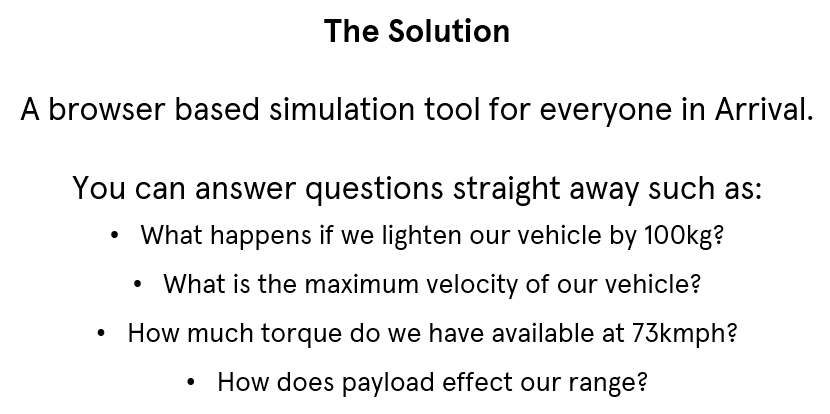 The Solution
A browser based simulation tool for everyone in Arrival.
You can answer questions straight away such as:
• What happens if we lighten our vehicle by 100kg?
• What is the maximum velocity of our vehicle?
• How much torque do we have available at 73kmph?
• How does payload effect our range?